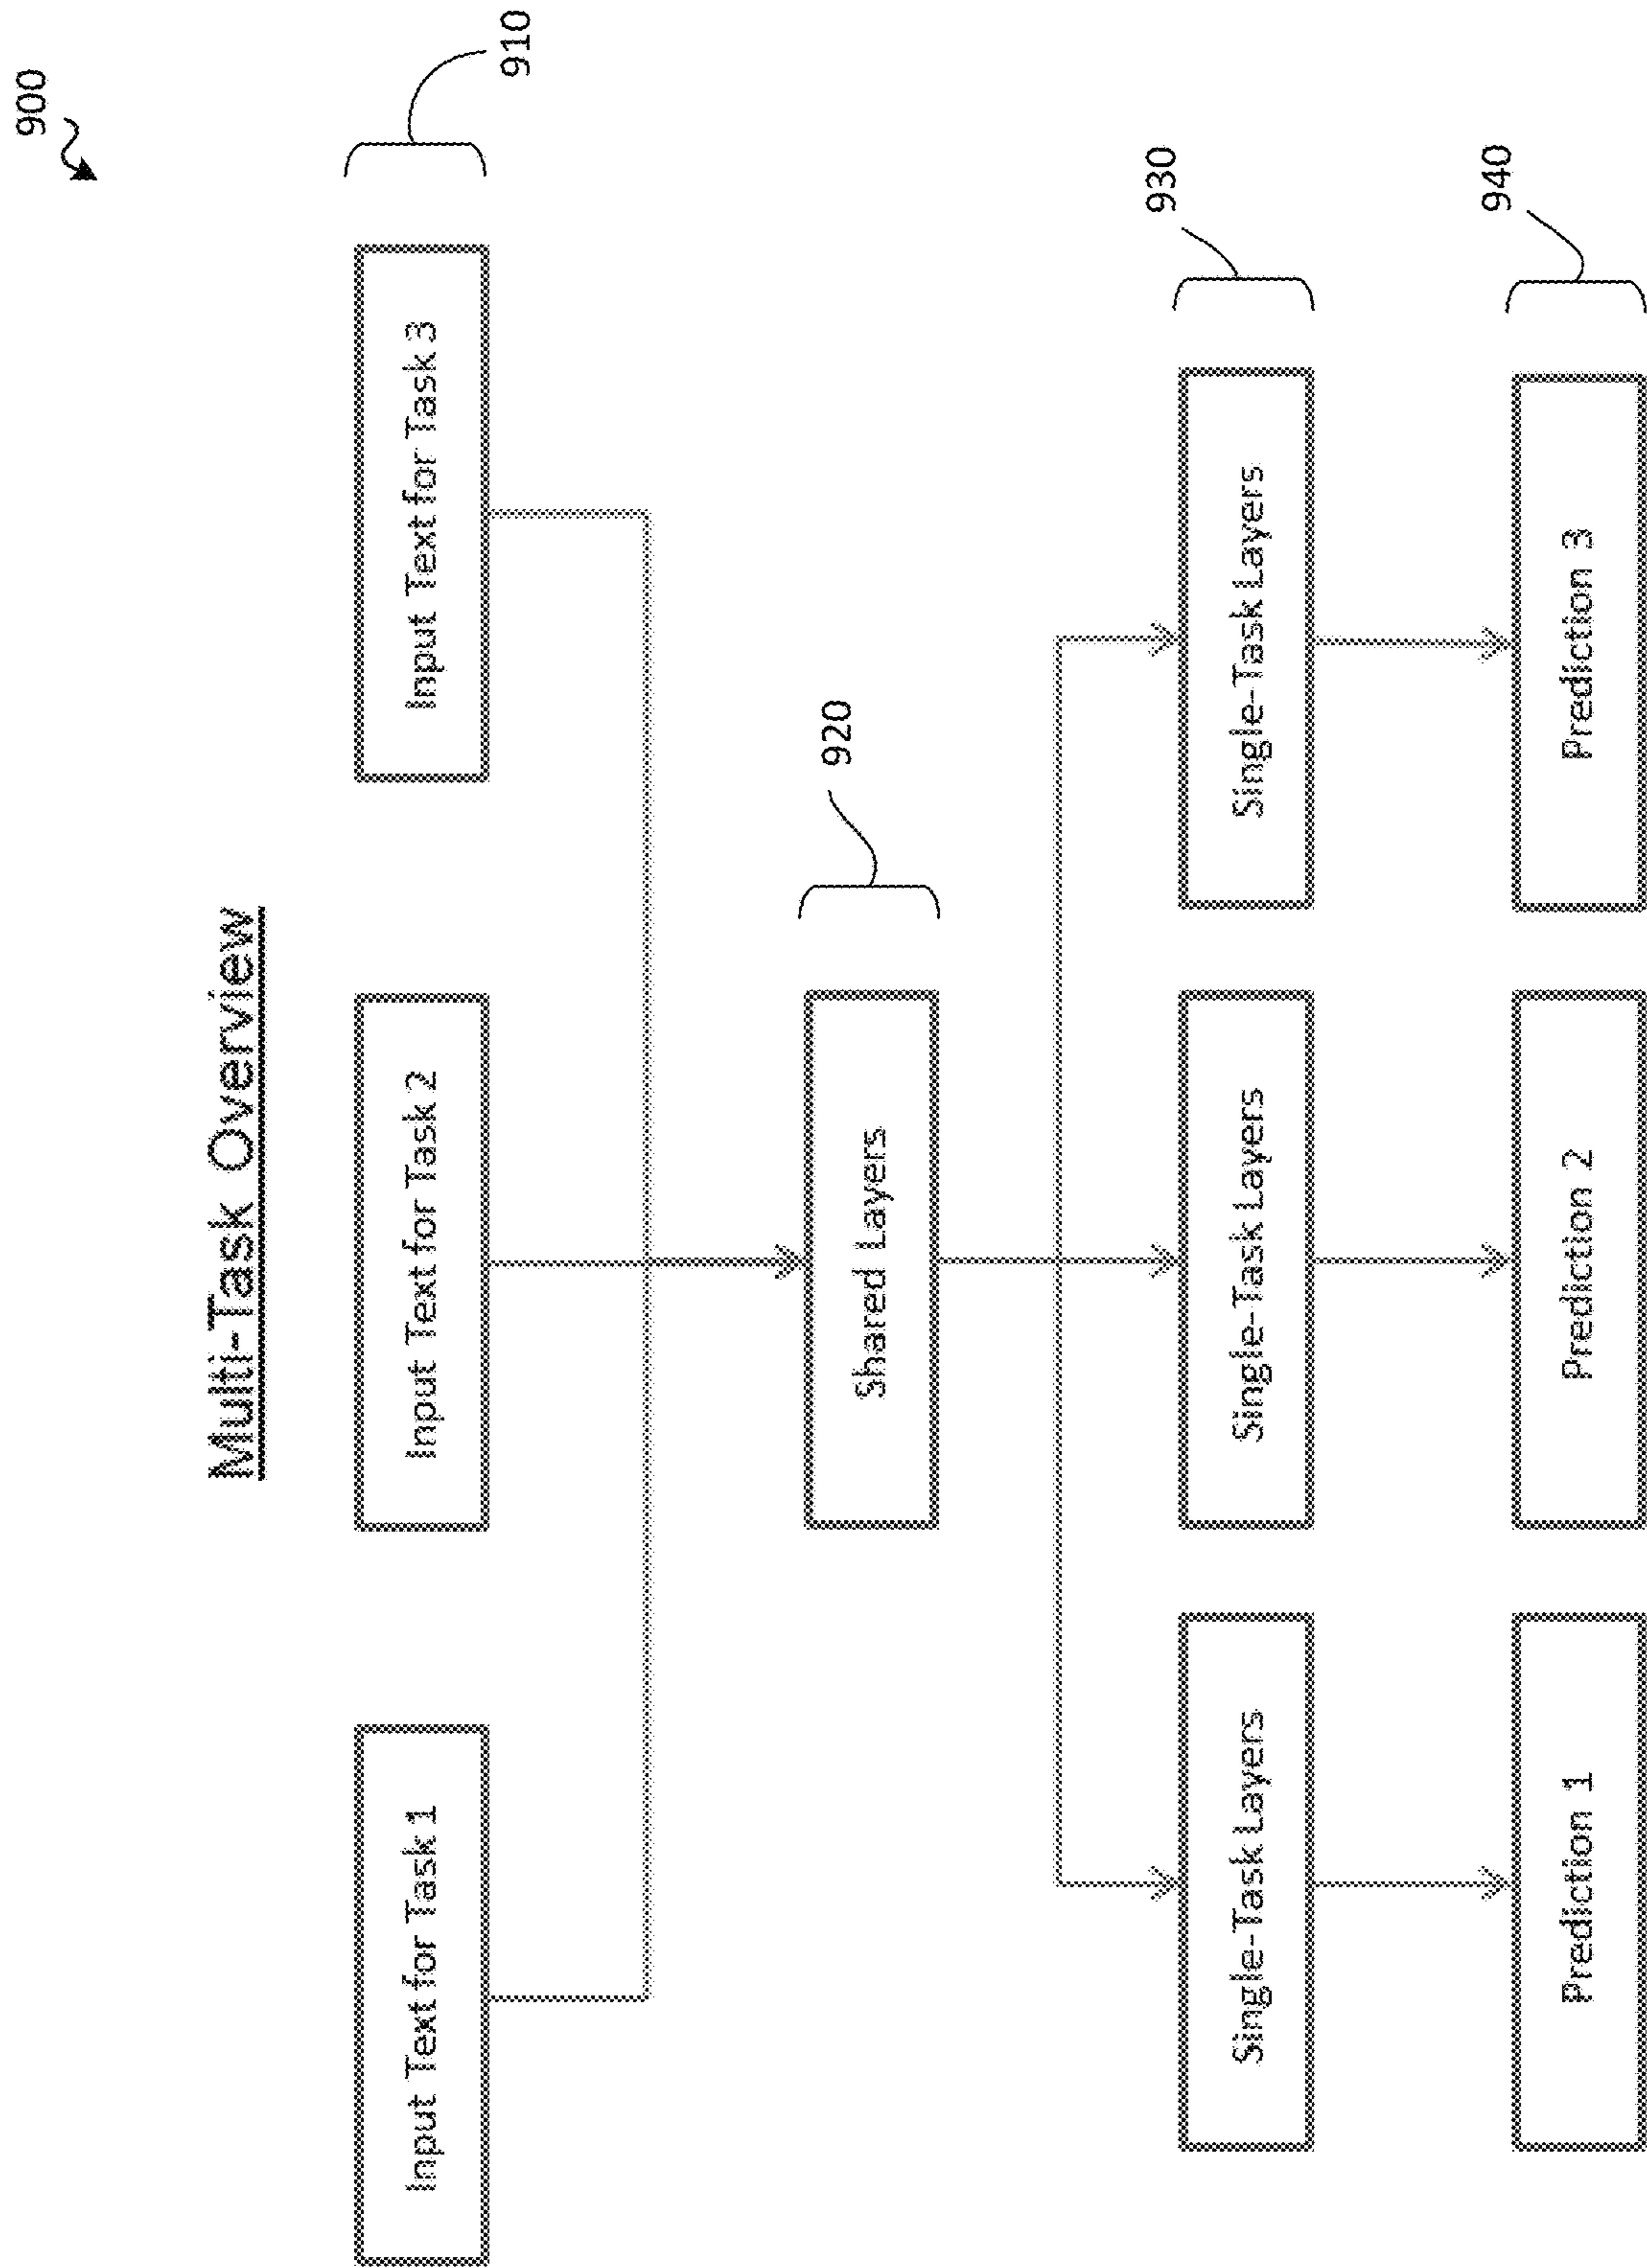 900
Multi-Task Overview
Input Text for Task 1
Input Text for Task 2
Input Text for Task 3
910
Shared Layers
920
Single-Task Layers
Single-Task Layers
Single-Task Layers
930
Prediction 1
Prediction 2
Prediction 3
940